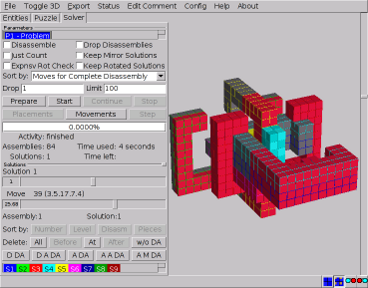 File Toggle 3D Export Status Edit Comment Config Help About
Entities Puzzle Solver
Parameters
P1 - Problem
Disassemble Drop Disassemblies
Just Count Keep Mirror Solutions
Expnsv Rot Check Keep Rotated Solutions
Sort by: Moves for Complete Disassembly
Drop 1 Limit 100
Prepare Start Continue Stop
Placements Movements Step
0.0000%
Activity: finished
Assemblies: 84 Time used: 4 seconds
Solutions: 1 Time left:
Solutions
Solution 1
1
Move 39 (3.5.17.7.4)
25.68
Assembly:1 Solution:1
Sort by: Number Level Disasm Pieces
Delete: All Before At After w/o DA
D DA A DA A A DA A M DA
S1 S2 S3 S4 S5 S6 S7 S8 S9